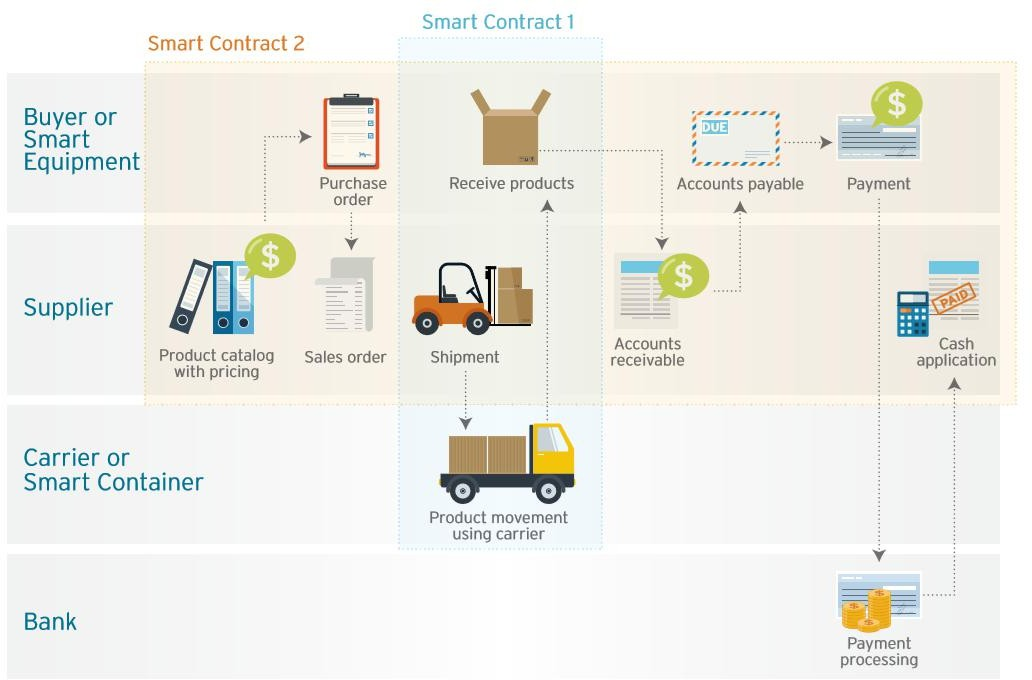 Smart Contract 1
Smart Contract 2
Buyer or
Smart
Equipment
Purchase
order
Receive products
DUE
Accounts payable
$
Payment
Supplier
$
Product catalog
with pricing
Sales order
Shipment
$
Accounts
receivable
PAID
Cash
application
Carrier or
Smart Container
Product movement
using carrier
Bank
$
$
$
Payment
processing